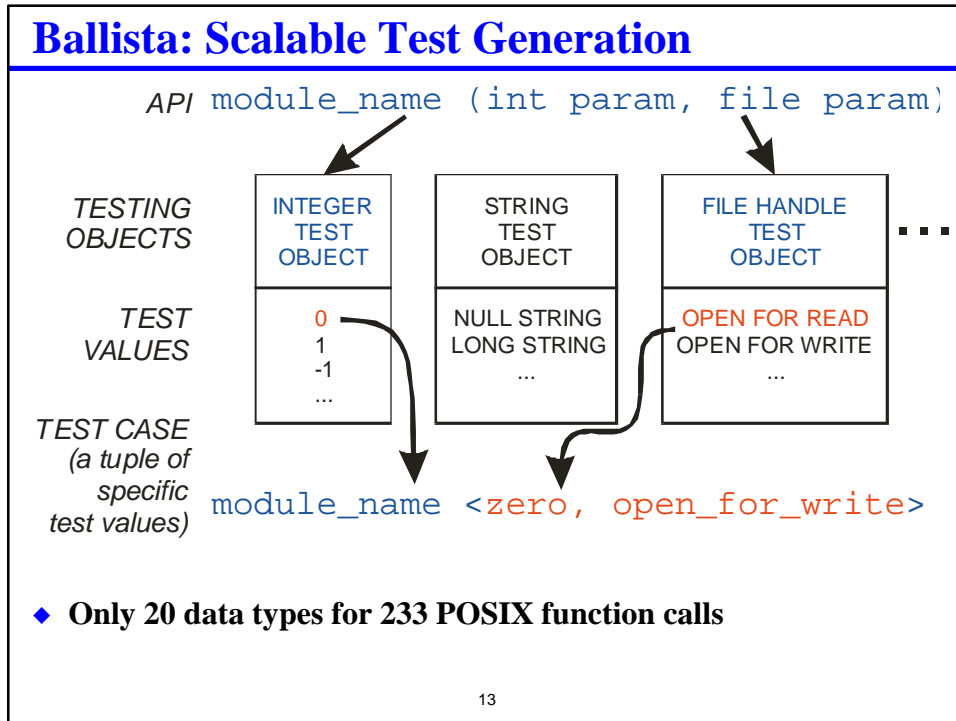 Ballista: Scalable Test Generation
API module_name (int param, file param)
TESTING
OBJECTS
INTEGER
TEST
OBJECT
STRING
TEST
OBJECT
FILE HANDLE
TEST
OBJECT
TEST
VALUES
0
1
-1
...
NULL STRING
LONG STRING
...
OPEN FOR READ
OPEN FOR WRITE
...
TEST CASE
(a tuple of
specific
test values)
module_name <zero, open_for_write>
◆ Only 20 data types for 233 POSIX function calls
13